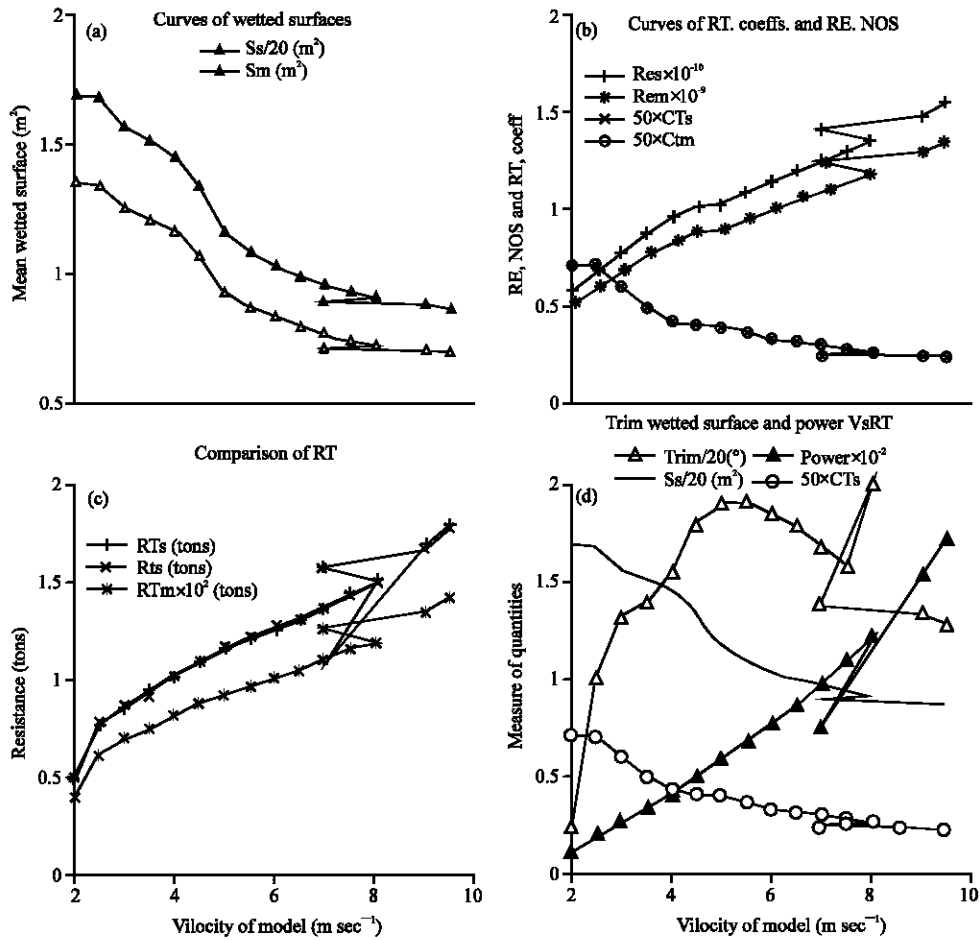 Curves of wetted surfaces
(a)
Ss/20 (m²)
Sm (m²)
Mean wetted surface (m²)
2
1.5
1
0.5
Curves of RT. coeffs. and RE. NOS
(b)
Res×10⁻¹⁰
Rem×10⁻⁹
50×CTs
50×Ctm
RE, NOS and RT, coeff
2
1.5
1
0.5
0
Comparison of RT
(c)
RTs (tons)
Rts (tons)
RTm×10² (tons)
Resistance (tons)
2
1.5
1
0.5
0
2 4 6 8 10
Vilocity of model (m sec⁻¹)
Trim wetted surface and power VsRT
Trim/20(°) Power×10⁻²
Ss/20 (m²) 50×CTs
(d)
Measure of quantities
2
1.5
1
0.5
0
2 4 6 8 10
Vilocity of model (m sec⁻¹)